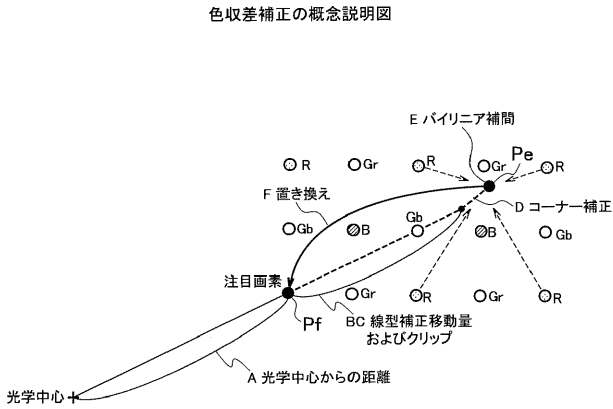 色収差補正の概念説明図
E バイリニア補間
Pe
R
Gr
R
Gr
R
F 置き換え
D コーナー補正
Gb
B
Gb
B
Gb
注目画素
Pf
Gr
R
Gr
R
BC 線型補正移動量
およびクリップ
A 光学中心からの距離
光学中心